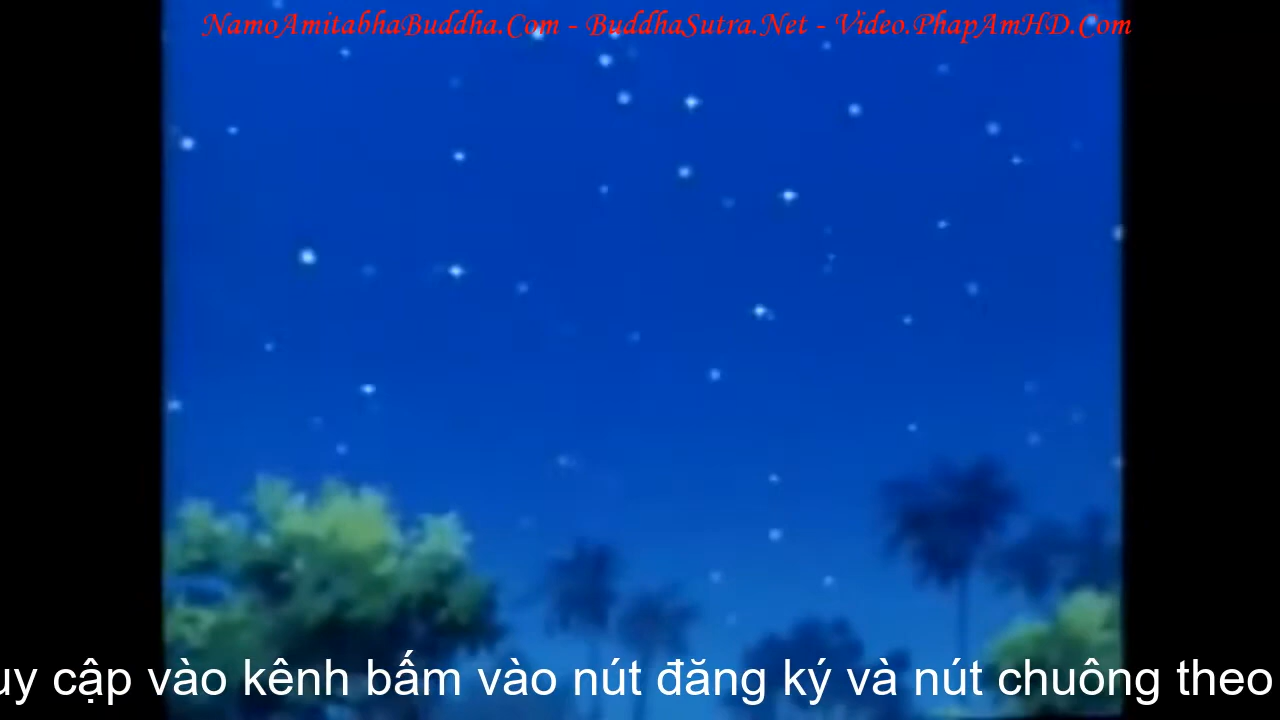 NamoAmitabhaBuddha.Com - BuddhaSutra.Net - Video.PhapAmHD.Com
cập vào kênh bấm vào nút đăng ký và nút chuông theo